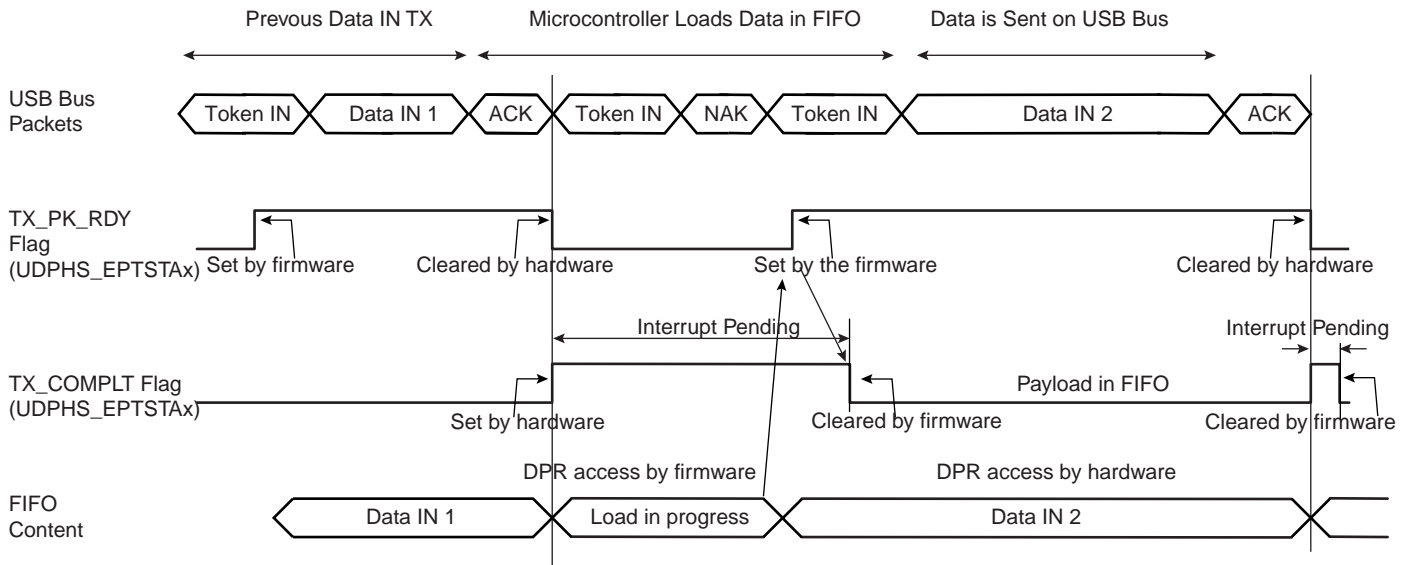 Prevous Data IN TX
Microcontroller Loads Data in FIFO
Data is Sent on USB Bus
USB Bus
Packets
Token IN
Data IN 1
ACK
Token IN
NAK
Token IN
Data IN 2
ACK
TX_PK_RDY
Flag
(UDPHS_EPTSTAx)
Set by firmware
Cleared by hardware
Set by the firmware
Cleared by hardware
Interrupt Pending
Interrupt Pending
TX_COMPLT Flag
(UDPHS_EPTSTAx)
Payload in FIFO
Set by hardware
Cleared by firmware
Cleared by firmware
DPR access by firmware
DPR access by hardware
FIFO
Content
Data IN 1
Load in progress
Data IN 2